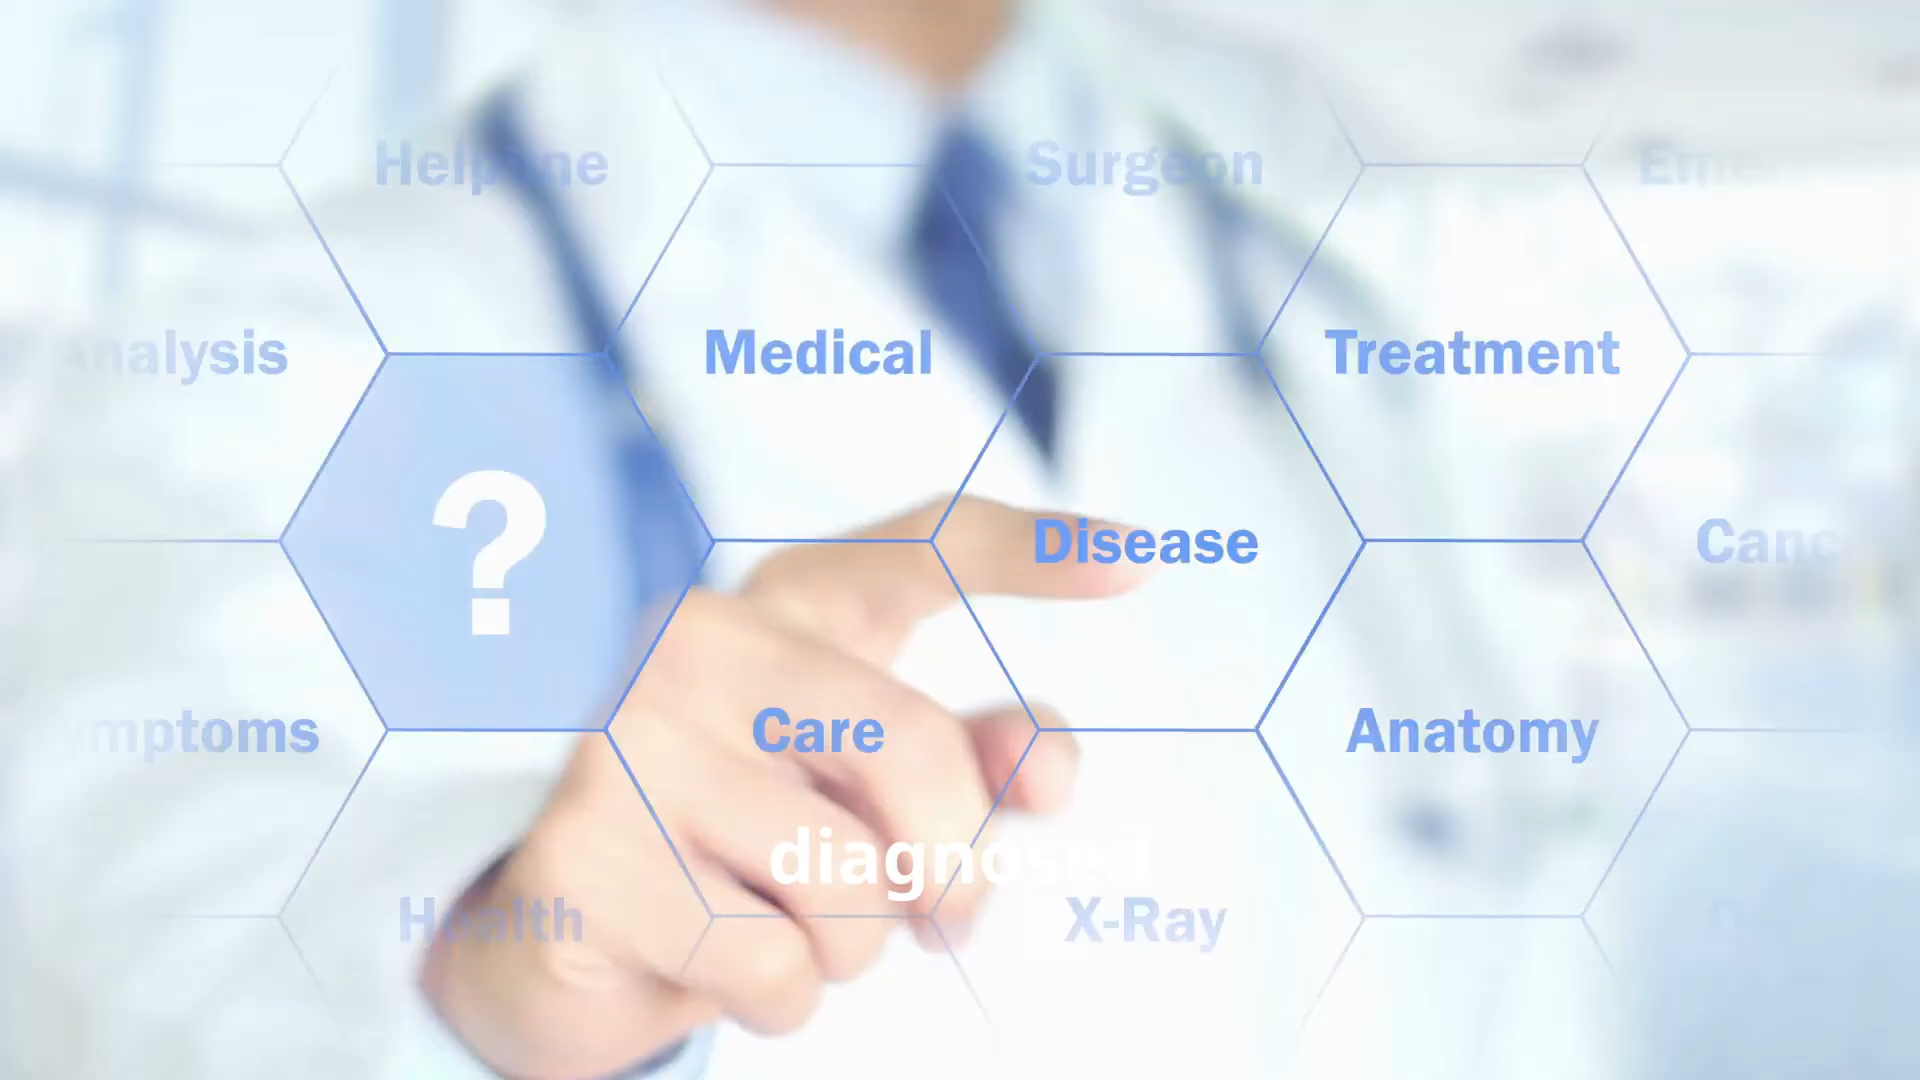 Helpline
Surgeon
Analysis
Medical
Treatment
?
Disease
Care
Anatomy
diagnosed
Health
X-Ray